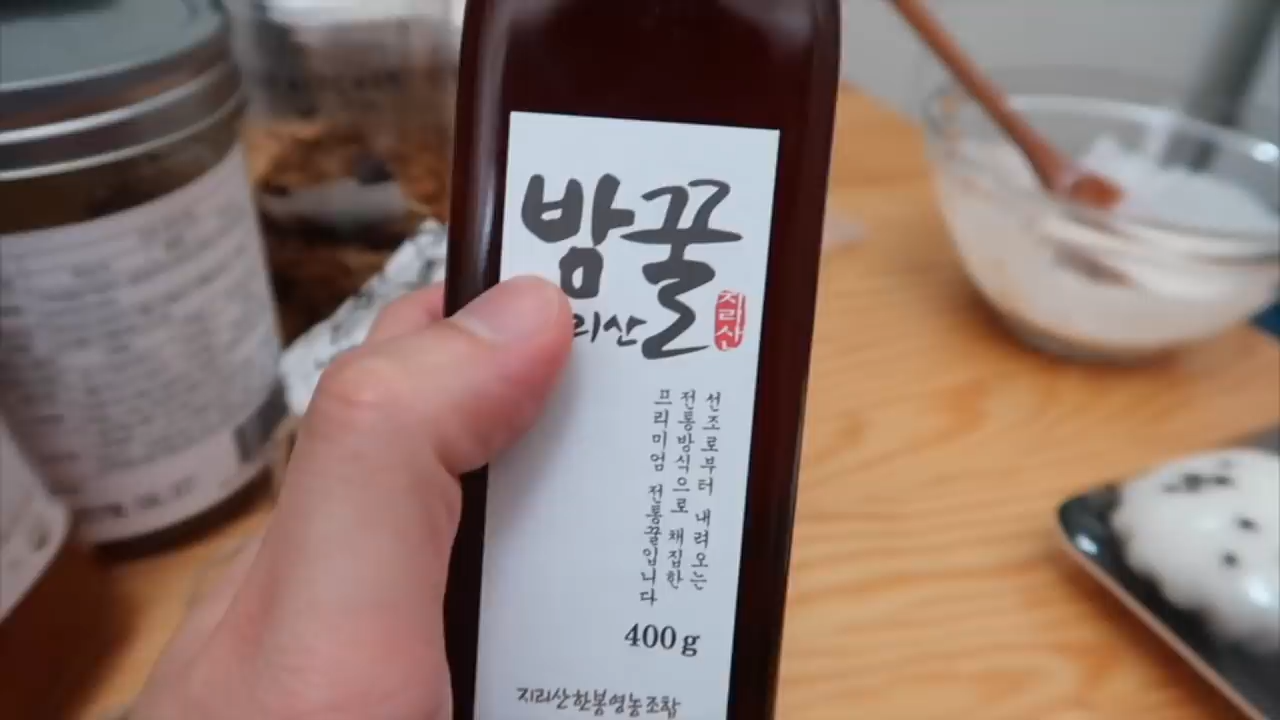 밤꿀
리산
지리산
선조로부터 내려오는
전통방식으로 채집한
프리미엄 전통꿀입니다
400g
지리산한봉영농조합